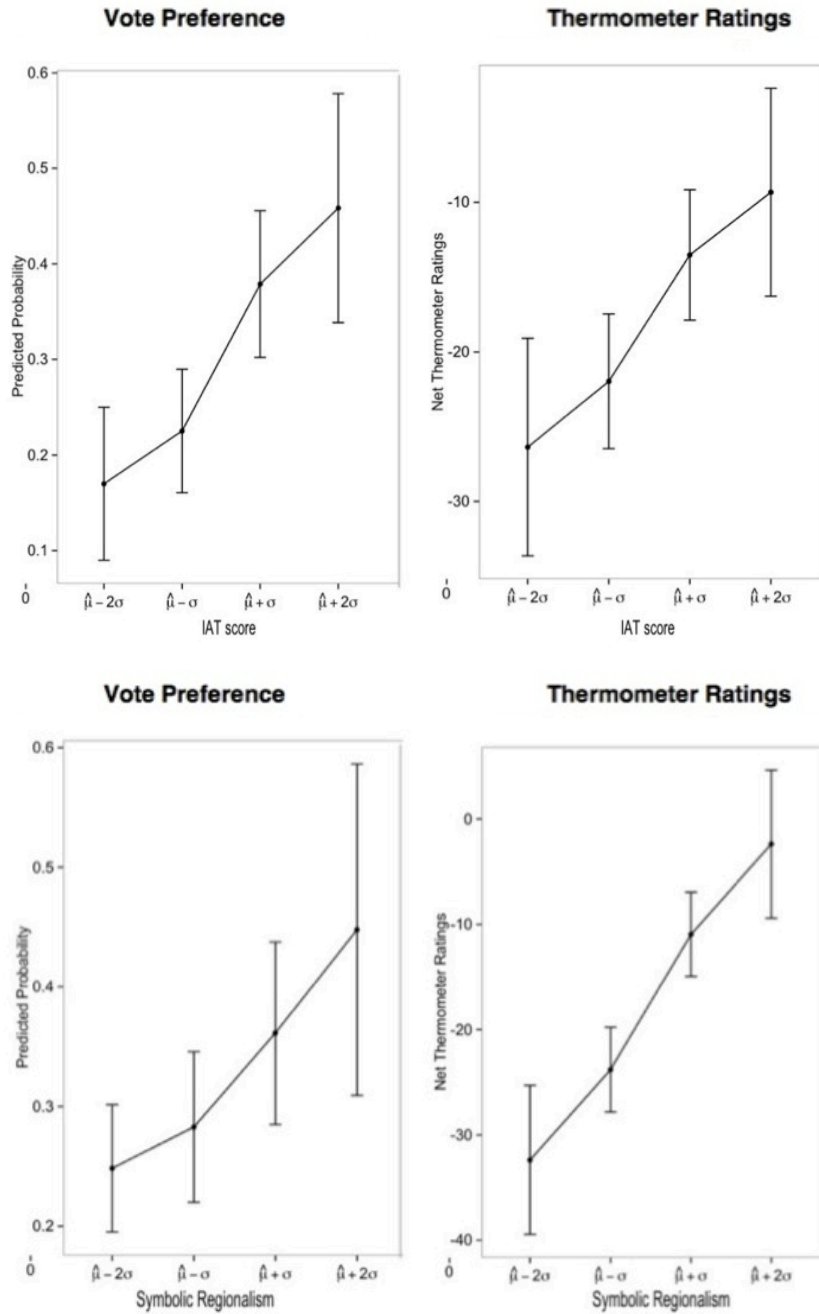 Vote Preference
Thermometer Ratings
0.6
0.5
0.4
0.3
0.2
0.1
Predicted Probability
0
μ̂ − 2σ
μ̂ − σ
μ̂ + σ
μ̂ + 2σ
IAT score
-10
-20
-30
Net Thermometer Ratings
0
μ̂ − 2σ
μ̂ − σ
μ̂ + σ
μ̂ + 2σ
IAT score
Vote Preference
Thermometer Ratings
0.6
0.5
0.4
0.3
0.2
Predicted Probability
0
μ̂ − 2σ
μ̂ − σ
μ̂ + σ
μ̂ + 2σ
Symbolic Regionalism
0
-10
-20
-30
-40
Net Thermometer Ratings
0
μ̂ − 2σ
μ̂ − σ
μ̂ + σ
μ̂ + 2σ
Symbolic Regionalism